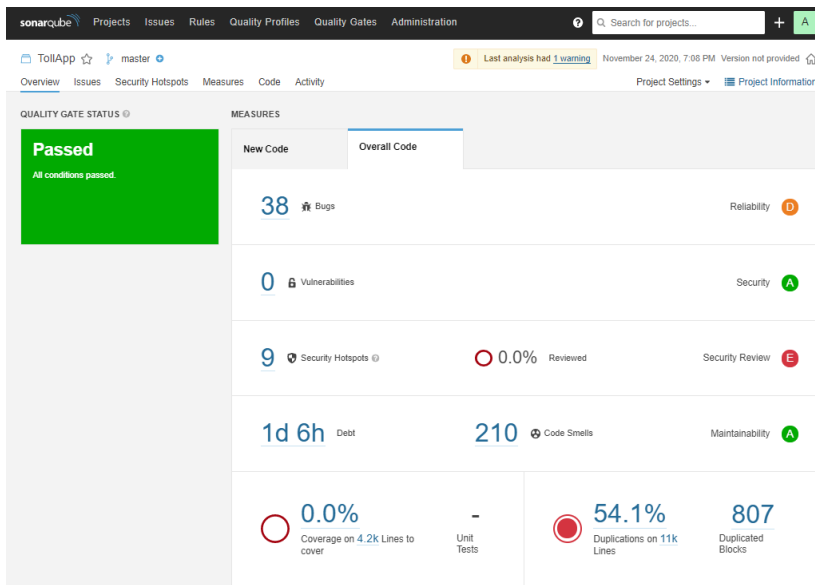 sonarqube Projects Issues Rules Quality Profiles Quality Gates Administration ? Search for projects... + A
TollApp master Last analysis had 1 warning November 24, 2020, 7:08 PM Version not provided
Overview Issues Security Hotspots Measures Code Activity Project Settings Project Information
QUALITY GATE STATUS ? MEASURES
Passed
All conditions passed.
New Code Overall Code
38 Bugs Reliability D
0 Vulnerabilities Security A
9 Security Hotspots ? 0.0% Reviewed Security Review E
1d 6h Debt 210 Code Smells Maintainability A
0.0% - 54.1% 807
Coverage on 4.2k Lines to cover Unit Tests Duplications on 11k Lines Duplicated Blocks